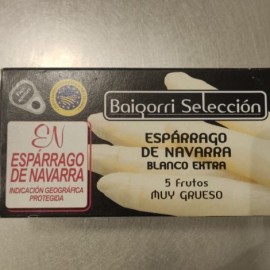 Baigorri Selección
EN
ESPÁRRAGO
DE NAVARRA
INDICACIÓN GEOGRÁFICA
PROTEGIDA
ESPÁRRAGO
DE NAVARRA
BLANCO EXTRA
5 frutos
MUY GRUESO